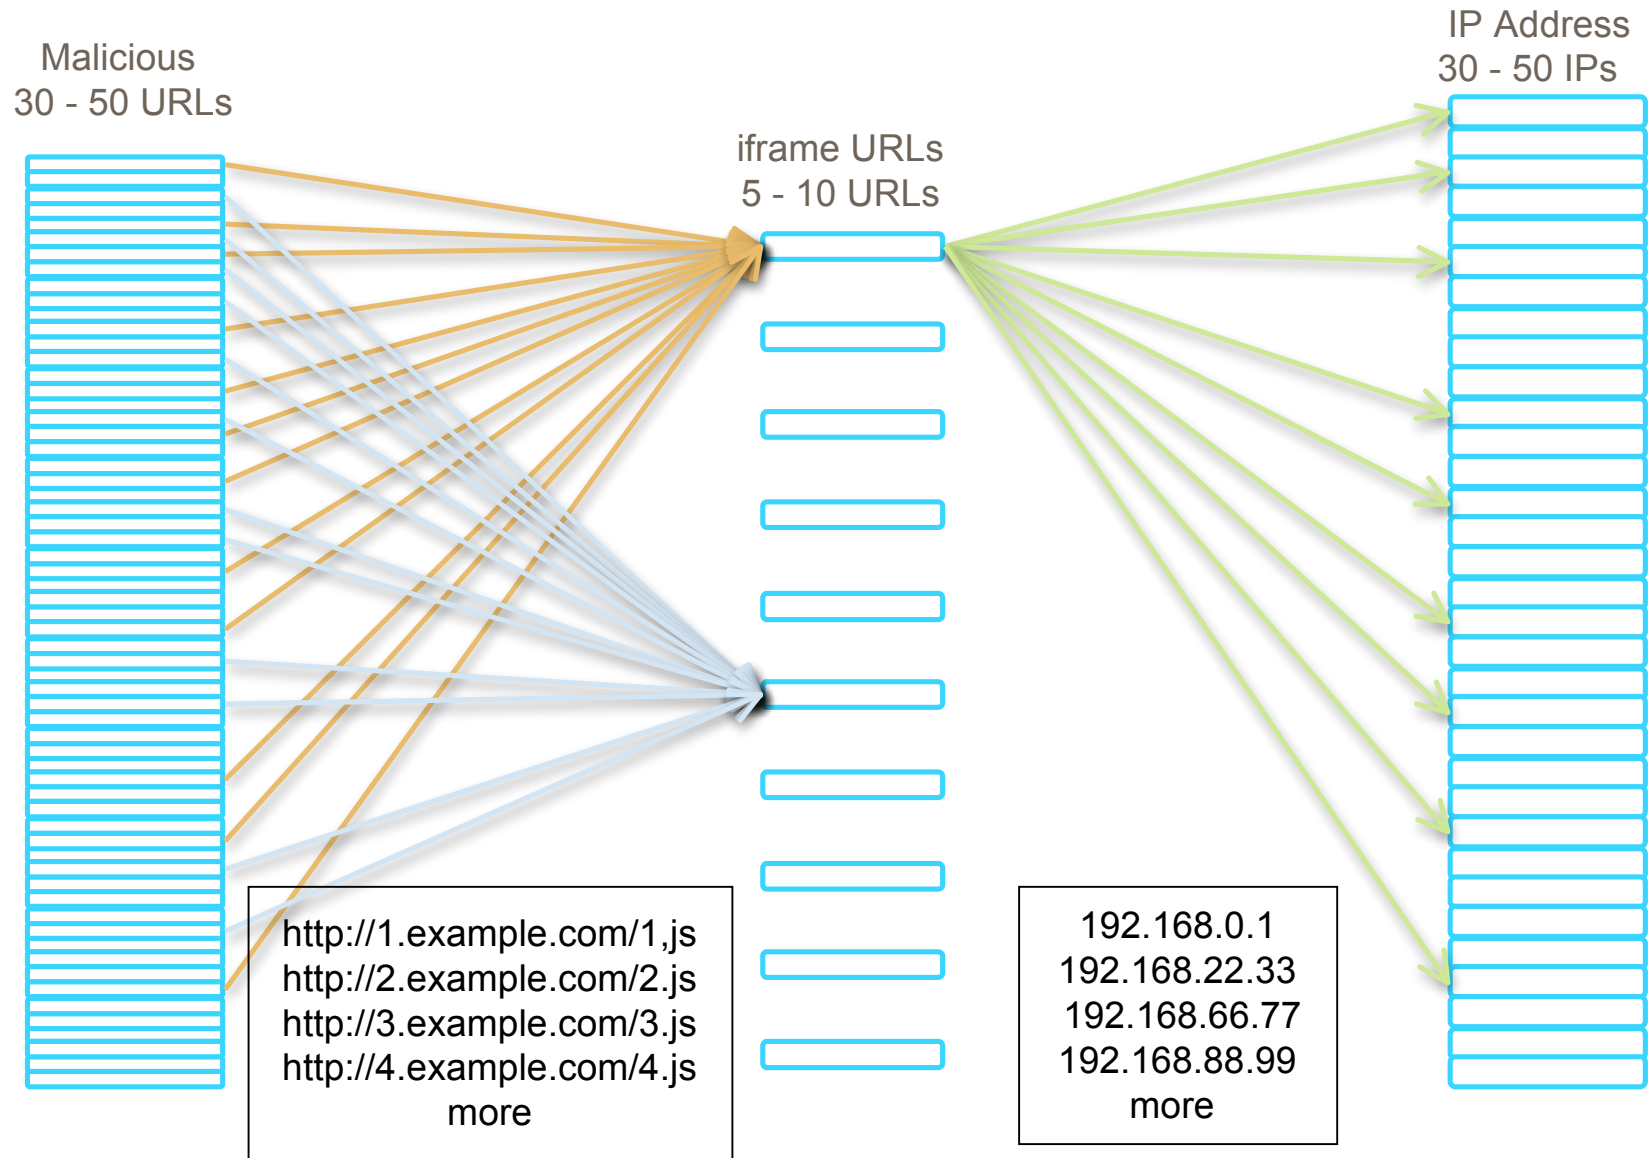 Malicious
30 - 50 URLs
iframe URLs
5 - 10 URLs
IP Address
30 - 50 IPs
http://1.example.com/1,js
http://2.example.com/2.js
http://3.example.com/3.js
http://4.example.com/4.js
more
192.168.0.1
192.168.22.33
192.168.66.77
192.168.88.99
more